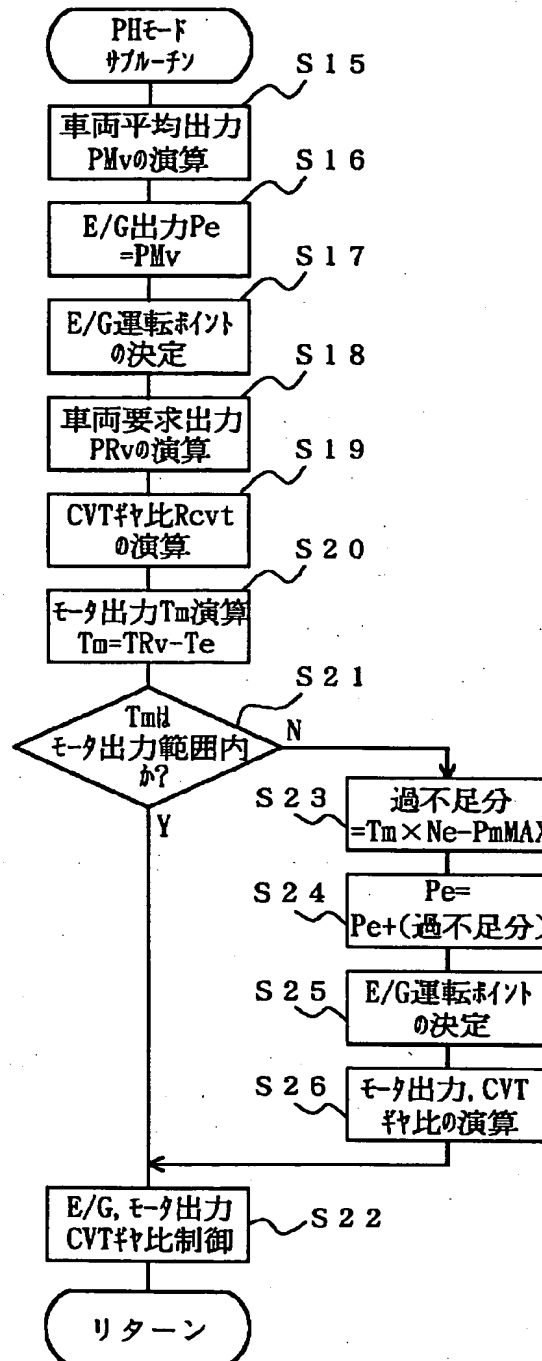 PHモード
サブルーチン
S15
車両平均出力
PMvの演算
S16
E/G出力Pe
=PMv
S17
E/G運転ポイント
の決定
S18
車両要求出力
PRvの演算
S19
CVTギヤ比Rcvt
の演算
S20
モータ出力Tm演算
Tm=TRv-Te
S21
Tmは
モータ出力範囲内
か?
N
Y
S23
過不足分
=Tm×Ne-PmMAX
S24
Pe=
Pe+(過不足分)
S25
E/G運転ポイント
の決定
S26
モータ出力,CVT
ギヤ比の演算
E/G,モータ出力
CVTギヤ比制御
S22
リターン